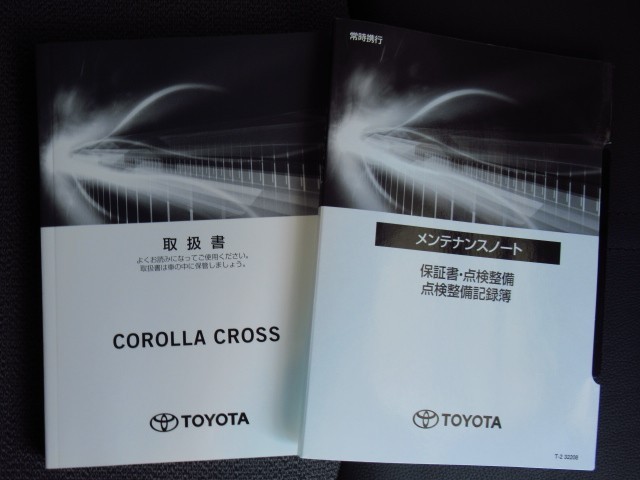 取扱書
よくお読みになってご使用ください。
取扱書は車の中に保管しましょう。
COROLLA CROSS
TOYOTA
常時携行
メンテナンスノート
保証書・点検整備
点検整備記録簿
TOYOTA